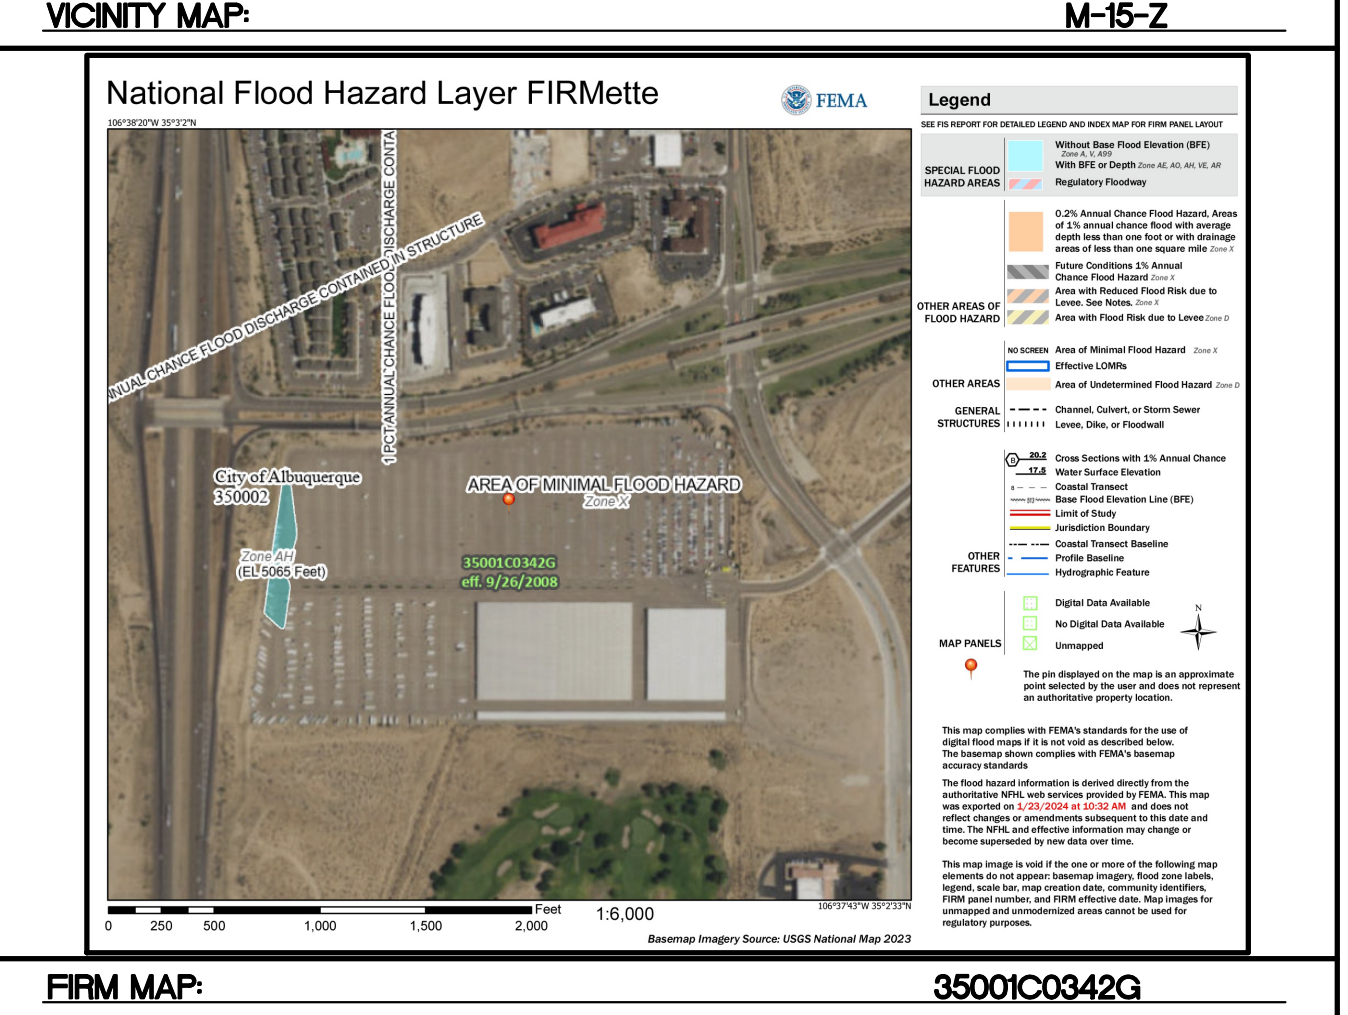 VICINITY MAP:
M-15-Z
National Flood Hazard Layer FIRMette
FEMA
106°38'20"W 35°3'2"N
1 PCT ANNUAL CHANCE FLOOD DISCHARGE CONTA
NNUAL CHANCE FLOOD DISCHARGE CONTAINED IN STRUCTURE
City of Albuquerque
350002
AREA OF MINIMAL FLOOD HAZARD
Zone X
Zone AH
(EL 5065 Feet)
35001C0342G
eff. 9/26/2008
Feet
1:6,000
106°37'43"W 35°2'33"N
0 250 500 1,000 1,500 2,000
Basemap Imagery Source: USGS National Map 2023
Legend
SEE FIS REPORT FOR DETAILED LEGEND AND INDEX MAP FOR FIRM PANEL LAYOUT
SPECIAL FLOOD
HAZARD AREAS
Without Base Flood Elevation (BFE)
Zone A, V, A99
With BFE or Depth Zone AE, AO, AH, VE, AR
Regulatory Floodway
0.2% Annual Chance Flood Hazard, Areas
of 1% annual chance flood with average
depth less than one foot or with drainage
areas of less than one square mile Zone X
Future Conditions 1% Annual
Chance Flood Hazard Zone X
Area with Reduced Flood Risk due to
Levee. See Notes. Zone X
OTHER AREAS OF
FLOOD HAZARD
Area with Flood Risk due to Levee Zone D
NO SCREEN Area of Minimal Flood Hazard Zone X
Effective LOMRs
OTHER AREAS
Area of Undetermined Flood Hazard Zone D
GENERAL
STRUCTURES
Channel, Culvert, or Storm Sewer
Levee, Dike, or Floodwall
B 20.2 Cross Sections with 1% Annual Chance
17.5 Water Surface Elevation
8 Coastal Transect
513 Base Flood Elevation Line (BFE)
Limit of Study
Jurisdiction Boundary
Coastal Transect Baseline
OTHER
FEATURES
Profile Baseline
Hydrographic Feature
Digital Data Available
No Digital Data Available
Unmapped
N
MAP PANELS
The pin displayed on the map is an approximate
point selected by the user and does not represent
an authoritative property location.
This map complies with FEMA's standards for the use of
digital flood maps if it is not void as described below.
The basemap shown complies with FEMA's basemap
accuracy standards
The flood hazard information is derived directly from the
authoritative NFHL web services provided by FEMA. This map
was exported on 1/23/2024 at 10:32 AM and does not
reflect changes or amendments subsequent to this date and
time. The NFHL and effective information may change or
become superseded by new data over time.
This map image is void if the one or more of the following map
elements do not appear: basemap imagery, flood zone labels,
legend, scale bar, map creation date, community identifiers,
FIRM panel number, and FIRM effective date. Map images for
unmapped and unmodernized areas cannot be used for
regulatory purposes.
FIRM MAP:
35001C0342G